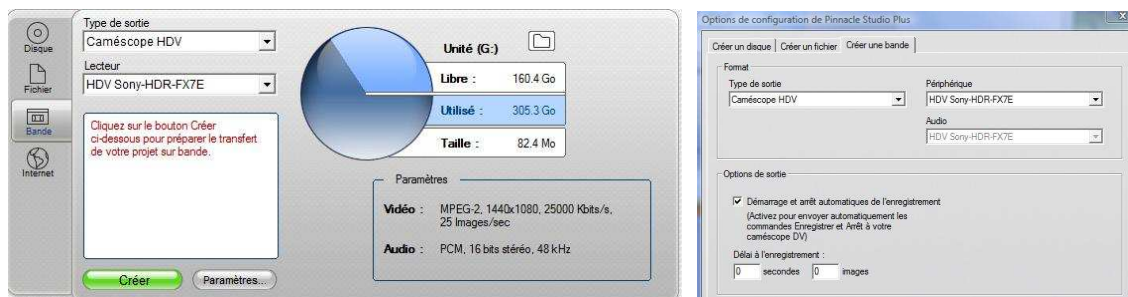 Disque
Fichier
Bande
Internet
Type de sortie
Caméscope HDV
Lecteur
HDV Sony-HDR-FX7E
Cliquez sur le bouton Créer
ci-dessous pour préparer le transfert
de votre projet sur bande.
Créer
Paramètres...
Unité (G:)
Libre : 160.4 Go
Utilisé : 305.3 Go
Taille : 82.4 Mo
Paramètres
Vidéo : MPEG-2, 1440x1080, 25000 Kbits/s,
25 Images/sec
Audio : PCM, 16 bits stéréo, 48 kHz
Options de configuration de Pinnacle Studio Plus
Créer un disque Créer un fichier Créer une bande
Format
Type de sortie
Caméscope HDV
Périphérique
HDV Sony-HDR-FX7E
Audio
HDV Sony-HDR-FX7E
Options de sortie
Démarrage et arrêt automatiques de l'enregistrement
(Activez pour envoyer automatiquement les
commandes Enregistrer et Arrêt à votre
caméscope DV)
Délai à l'enregistrement :
0 secondes 0 images